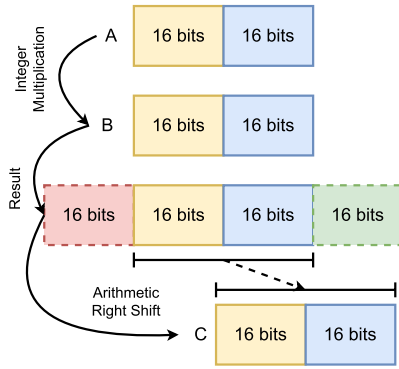 A
16 bits
16 bits
Integer
Multiplication
B
16 bits
16 bits
Result
16 bits
16 bits
16 bits
16 bits
Arithmetic
Right Shift
C
16 bits
16 bits